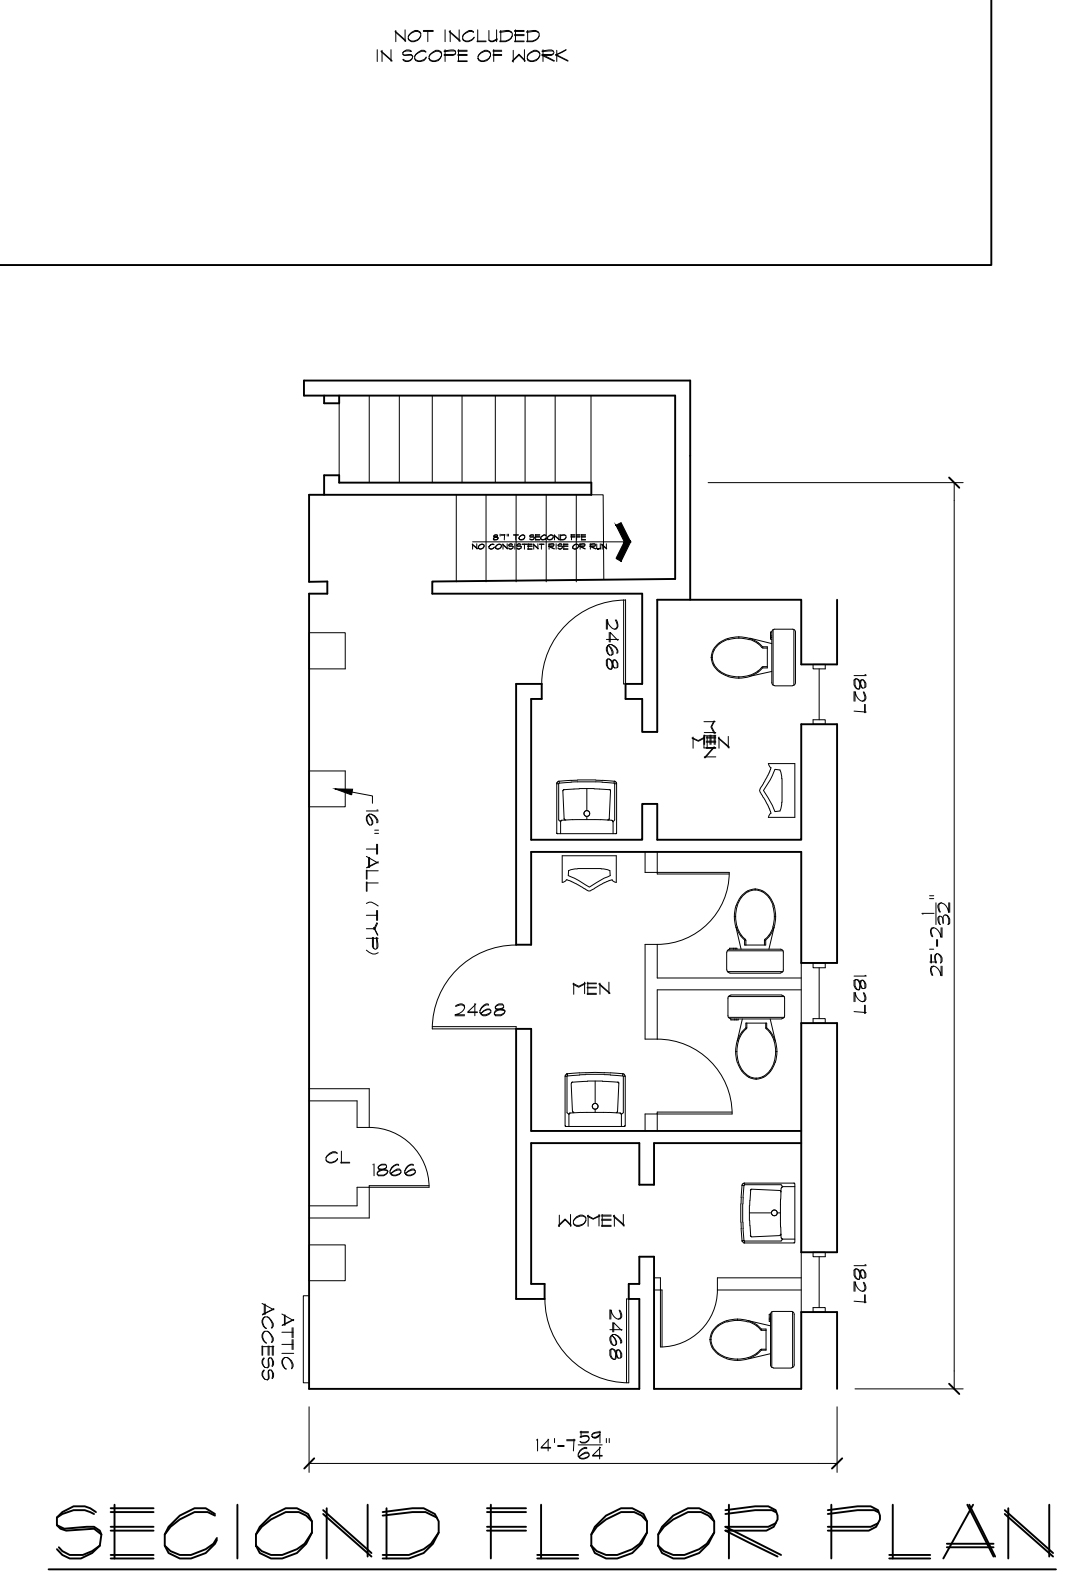 NOT INCLUDED
IN SCOPE OF WORK
8'7" TO SECOND FFE
NO CONSISTENT RISE OR RUN
2468
1827
MEN
MEN
16" TALL (TYP)
25'-2 1/32"
1827
MEN
2468
CL
1866
WOMEN
1827
2468
ATTIC
ACCESS
14'-7 59/64"
SECOND FLOOR PLAN